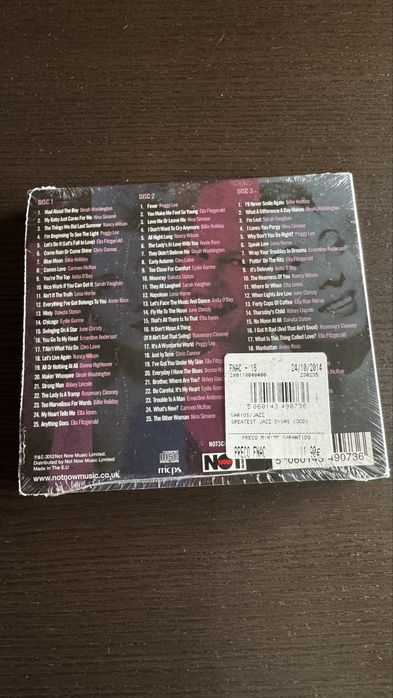 DISC 1
1. Mad About The Boy Dinah Washington
2. My Baby Just Cares For Me Nina Simone
3. The Things We Did Last Summer Nancy Wilson
4. I'm Beginning To See The Light Peggy Lee
5. Let's Do It (Let's Fall In Love) Ella Fitzgerald
6. Come Rain Or Come Shine Chris Connor
7. Blue Moon Billie Holiday
8. Comes Love Carmen McRae
9. You're The Top Anita O'Day
10. Nice Work If You Can Get It Sarah Vaughan
11. Ain't It The Truth Lena Horne
12. Everything I've Got Belongs To You Annie Ross
13. Misty Dakota Staton
14. Chicago Eydie Gorme
15. Swinging On A Star June Christy
16. You Go To My Head Ernestine Anderson
17. T'Ain't What You Do Cleo Laine
18. Let's Live Again Nancy Wilson
19. All Or Nothing At All Donna Hightower
20. Makin' Whoopee Dinah Washington
21. Strong Man Abbey Lincoln
22. The Lady Is A Tramp Rosemary Clooney
23. Too Marvellous For Words Billie Holiday
24. My Heart Tells Me Etta Jones
25. Anything Goes Ella Fitzgerald
DISC 2
1. Fever Peggy Lee
2. You Make Me Feel So Young Ella Fitzgerald
3. Love Me Or Leave Me Nina Simone
4. I Don't Want To Cry Anymore Billie Holiday
5. All Night Long Nancy Wilson
6. The Lady's In Love With You Annie Ross
7. They Didn't Believe Me Dinah Washington
8. Early Autumn Cleo Laine
9. Too Close For Comfort Eydie Gorme
10. Moonray Dakota Staton
11. They All Laughed Sarah Vaughan
12. Napolean Lena Horne
13. Let's Face The Music And Dance Anita O'Day
14. Fly Me To The Moon June Christy
15. That's All There Is To That Etta Jones
16. It Don't Mean A Thing
(If It Ain't Got That Swing) Rosemary Clooney
17. It's A Wonderful World Peggy Lee
18. Just In Time Chris Connor
19. I've Got You Under My Skin Ella
20. Everyday I Have The Blues Donna
21. Brother, Where Are You? Abbey
22. Be Careful, It's My Heart
23. Trouble Is A Man Ernestine
24. What's New? Carmen McRae
25. The Other Woman Nina Simone
DISC 3
1. I'll Never Smile Again Billie Holiday
2. What A Difference A Day Makes Dinah Washington
3. I'm Lost Sarah Vaughan
4. I Loves You Porgy Nina Simone
5. Why Don't You Do Right? Peggy Lee
6. Speak Low Lena Horne
7. Wrap Your Troubles In Dreams Ernestine Anderson
8. Puttin' On The Ritz Ella Fitzgerald
9. It's Delovely Anita O'Day
10. The Nearness Of You Nancy Wilson
11. Where Or When Etta Jones
12. When Lights Are Low June Christy
13. Forty Cups Of Coffee Ella Mae Morse
14. Thursday's Child Abbey Lincoln
15. No Moon At All Dakota Staton
16. I Got It Bad (And That Ain't Good) Rosemary Clooney
17. What Is This Thing Called Love? Ella Fitzgerald
18. Manhattan Annie Ross
FNAC - 16 24/10/2014
230235
5 060143 490736
VARIOS/JAZZ
GREATEST JAZZ DIVAS (3CD)
PRECO MINIMO GARANTIDO
PRECO FNAC 11,90€
P&C 2012 Not Now Music Limited.
Distributed by Not Now Music Limited
Made in the E.U
www.notnowmusic.co.uk
mcps
NOT3C
NOT NOW
5 060143 490736